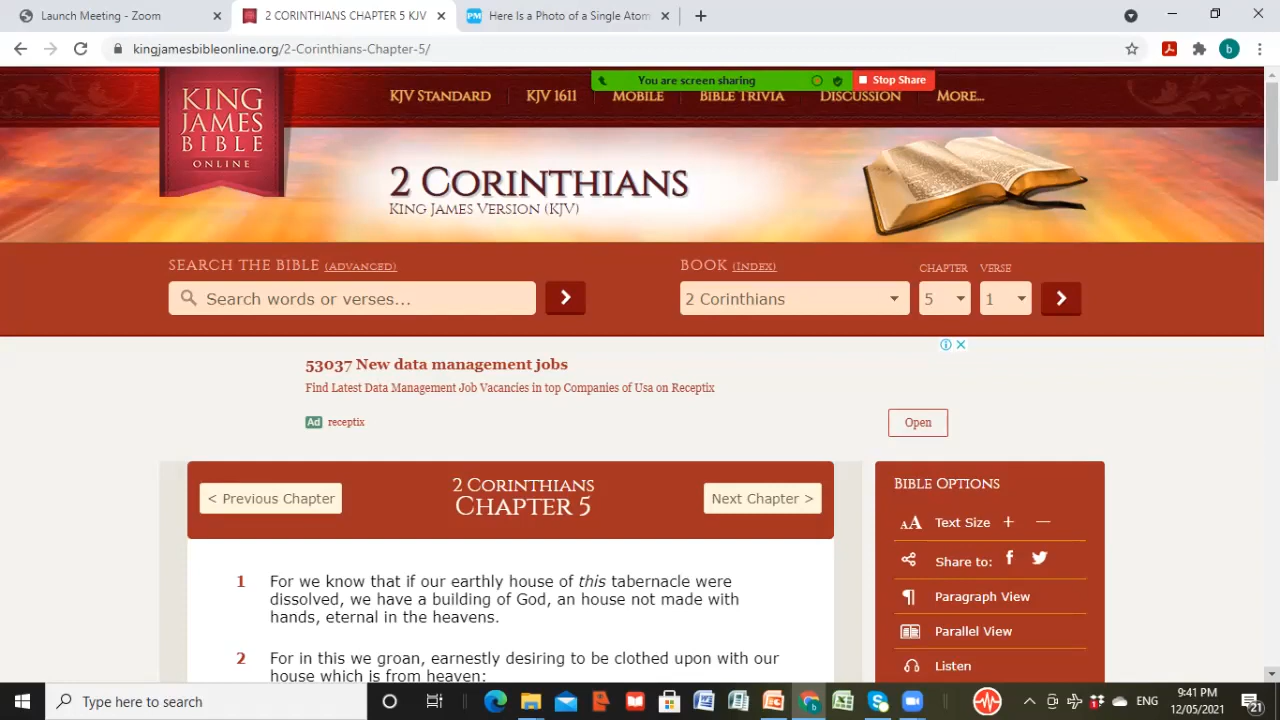 Launch Meeting - Zoom
2 CORINTHIANS CHAPTER 5 KJV
Here Is a Photo of a Single Atom
kingjamesbibleonline.org/2-Corinthians-Chapter-5/
b
You are screen sharing
Stop Share
KING
JAMES
BIBLE
ONLINE
KJV STANDARD
KJV 1611
MOBILE
BIBLE TRIVIA
DISCUSSION
MORE...
2 CORINTHIANS
KING JAMES VERSION (KJV)
SEARCH THE BIBLE (ADVANCED)
BOOK (INDEX)
CHAPTER
VERSE
Search words or verses...
2 Corinthians
5
1
53037 New data management jobs
Find Latest Data Management Job Vacancies in top Companies of Usa on Receptix
Ad receptix
Open
< Previous Chapter
2 CORINTHIANS
CHAPTER 5
Next Chapter >
BIBLE OPTIONS
AA Text Size + —
Share to:
Paragraph View
Parallel View
Listen
1 For we know that if our earthly house of this tabernacle were
dissolved, we have a building of God, an house not made with
hands, eternal in the heavens.
2 For in this we groan, earnestly desiring to be clothed upon with our
house which is from heaven:
Type here to search
ENG
9:41 PM
12/05/2021
21